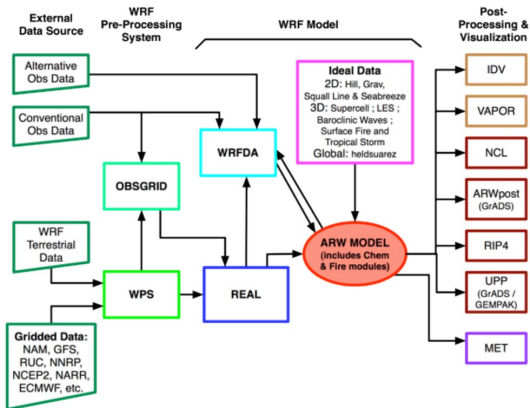 External
Data Source
WRF
Pre-Processing
System
WRF Model
Post-
Processing &
Visualization
Alternative
Obs Data
Conventional
Obs Data
WRF
Terrestrial
Data
Gridded Data:
NAM, GFS,
RUC, NNRP,
NCEP2, NARR,
ECMWF, etc.
OBSGRID
WPS
WRFDA
REAL
Ideal Data
2D: Hill, Grav,
Squall Line & Seabreeze
3D: Supercell ; LES ;
Baroclinic Waves ;
Surface Fire and
Tropical Storm
Global: heldsuarez
ARW MODEL
(includes Chem
& Fire modules)
IDV
VAPOR
NCL
ARWpost
(GrADS)
RIP4
UPP
(GrADS /
GEMPAK)
MET